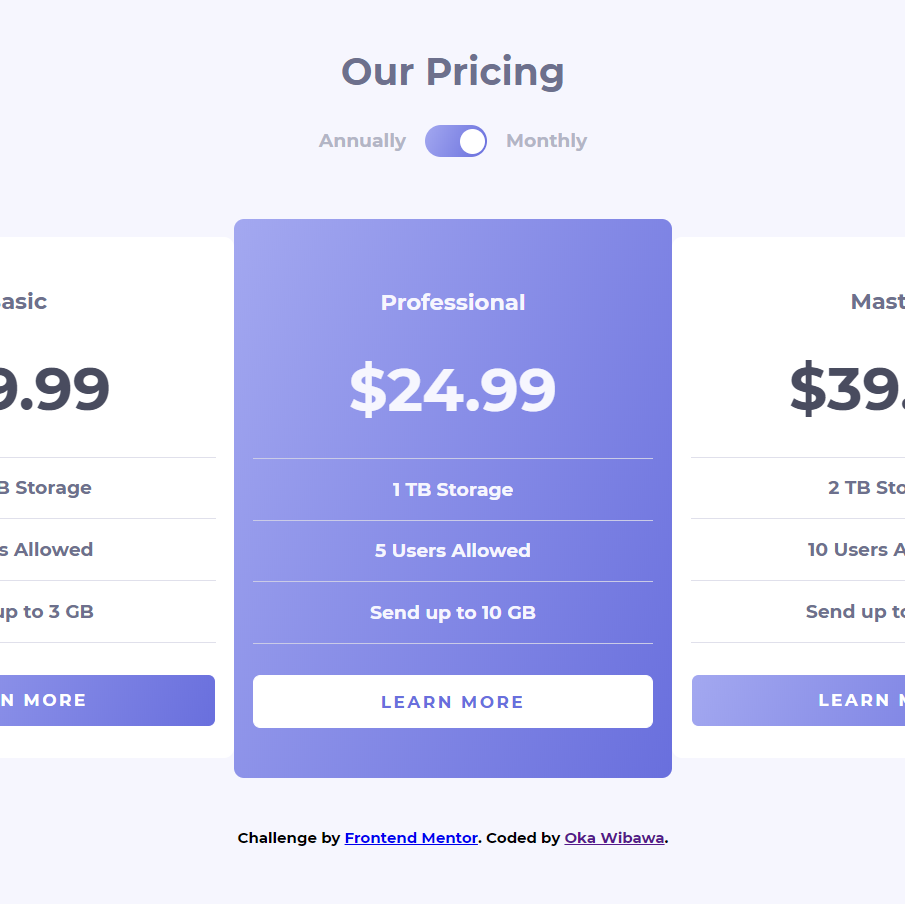 Our Pricing
Annually Monthly
asic
9.99
B Storage
s Allowed
up to 3 GB
N MORE
Professional
$24.99
1 TB Storage
5 Users Allowed
Send up to 10 GB
LEARN MORE
Mast
$39.
2 TB Sto
10 Users A
Send up to
LEARN M
Challenge by Frontend Mentor. Coded by Oka Wibawa.